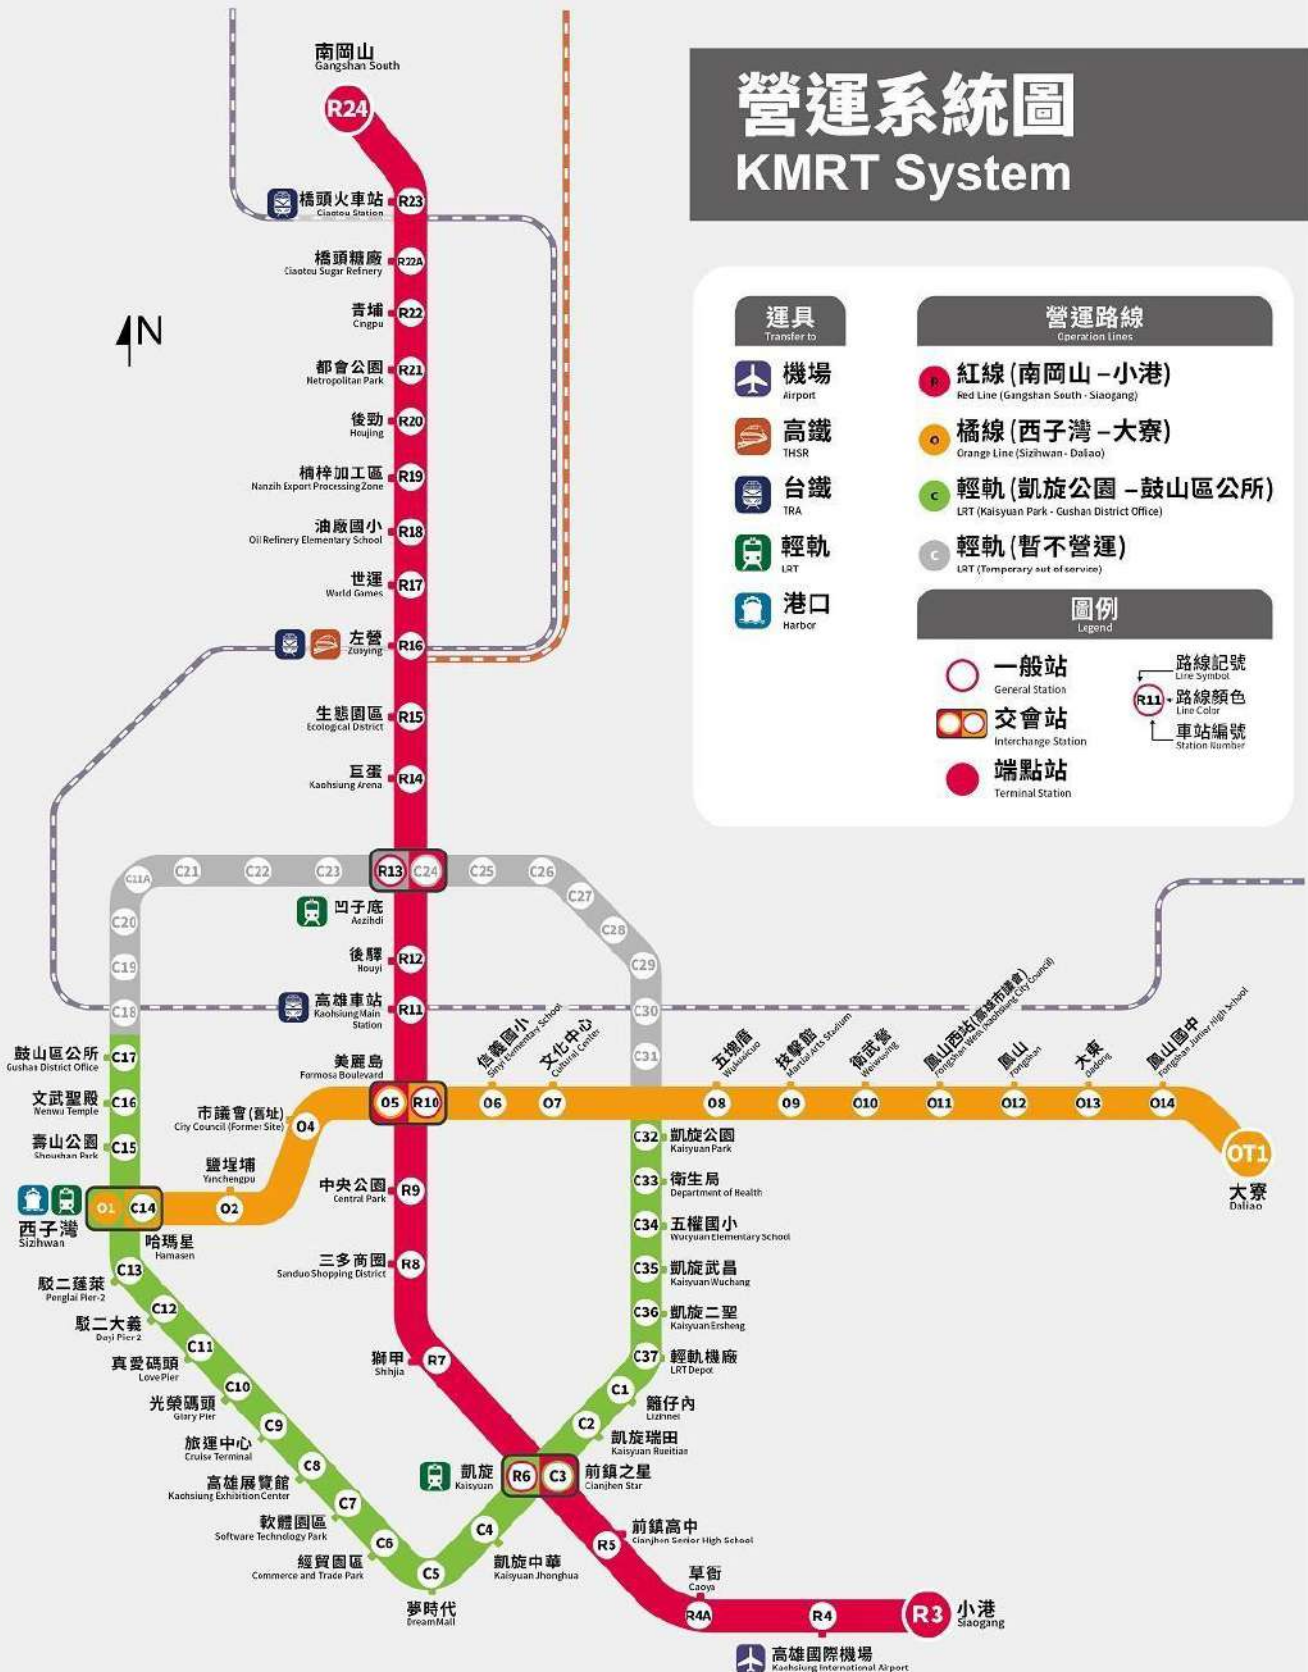 營運系統圖
KMRT System
運具
Transfer to
機場
Airport
高鐵
THSR
台鐵
TRA
輕軌
LRT
港口
Harbor
營運路線
Operation Lines
R
紅線(南岡山–小港)
Red Line (Gangshan South - Siaogang)
O
橘線(西子灣–大寮)
Orange Line (Sizihwan - Daliao)
C
輕軌(凱旋公園–鼓山區公所)
LRT (Kaisyuan Park - Gushan District Office)
C
輕軌(暫不營運)
LRT (Temporary out of service)
圖例
Legend
一般站
General Station
交會站
Interchange Station
端點站
Terminal Station
R11
路線記號
Line Symbol
路線顏色
Line Color
車站編號
Station Number
N
南岡山
Gangshan South
R24
橋頭火車站
Ciaotou Station
R23
橋頭糖廠
Ciaotou Sugar Refinery
R22A
青埔
Cingpu
R22
都會公園
Metropolitan Park
R21
後勁
Houjing
R20
楠梓加工區
Nanzih Export Processing Zone
R19
油廠國小
Oil Refinery Elementary School
R18
世運
World Games
R17
左營
Zuoying
R16
生態園區
Ecological District
R15
巨蛋
Kaohsiung Arena
R14
C21
C22
C23
R13
C24
C25
C26
C27
C28
C29
C30
C31
C20
C19
C18
凹子底
Aozihdi
後驛
Houyi
R12
高雄車站
Kaohsiung Main
Station
R11
美麗島
Formosa Boulevard
O5
R10
信義國小
Sinyi Elementary School
O6
文化中心
Cultural Center
O7
五塊厝
Wukuaicuo
O8
技擊館
Martial Arts Stadium
O9
衛武營
Weiwuying
O10
鳳山西站(高雄市議會)
Fongshan West (Kaohsiung City Council)
O11
鳳山
Fongshan
O12
大東
Dadong
O13
鳳山國中
Fongshan Junior High School
O14
OT1
大寮
Daliao
鼓山區公所
Gushan District Office
C17
文武聖殿
Wenwu Temple
C16
壽山公園
Shoushan Park
C15
市議會(舊址)
City Council (Former Site)
O4
鹽埕埔
Yanchengpu
O2
O1
C14
西子灣
Sizihwan
哈瑪星
Hamasen
C13
駁二蓬萊
Penglai Pier-2
C12
駁二大義
Dayi Pier 2
C11
真愛碼頭
Love Pier
C10
光榮碼頭
Glory Pier
C9
旅運中心
Cruise Terminal
C8
高雄展覽館
Kaohsiung Exhibition Center
C7
軟體園區
Software Technology Park
C6
經貿園區
Commerce and Trade Park
C5
夢時代
Dream Mall
C4
凱旋中華
Kaisyuan Jhonghua
中央公園
Central Park
R9
三多商圈
Sanduo Shopping District
R8
獅甲
Shihjia
R7
凱旋
Kaisyuan
R6
C3
前鎮之星
Cianjhen Star
C32
凱旋公園
Kaisyuan Park
C33
衛生局
Department of Health
C34
五權國小
Wucyuan Elementary School
C35
凱旋武昌
Kaisyuan Wuchang
C36
凱旋二聖
Kaisyuan Ersheng
C37
輕軌機廠
LRT Depot
C1
籬仔內
Lizihnei
C2
凱旋瑞田
Kaisyuan Rueitian
R5
前鎮高中
Cianjhen Senior High School
草衙
Caoya
R4A
R4
高雄國際機場
Kaohsiung International Airport
R3
小港
Siaogang